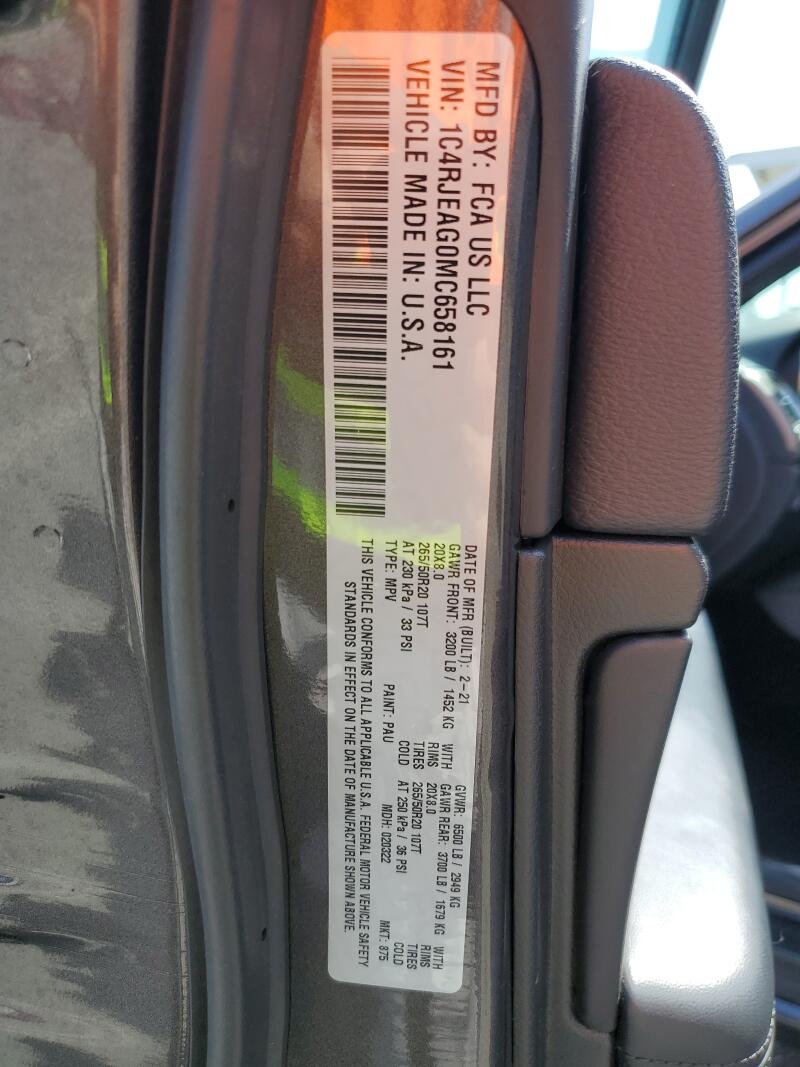 MFD BY: FCA US LLC
VIN: 1C4RJEAG0MC658161
VEHICLE MADE IN: U.S.A.
DATE OF MFR (BUILT): 2-21 GVWR: 6500 LB / 2949 KG
GAWR FRONT: 3200 LB / 1452 KG WITH GAWR REAR: 3700 LB / 1679 KG WITH
20X8.0 RIMS 20X8.0 RIMS
265/50R20 107T TIRES 265/50R20 107T TIRES
AT 230 kPa / 33 PSI COLD AT 250 kPa / 36 PSI COLD
TYPE: MPV PAINT: PAU MDH: 020322 MKT: 875
THIS VEHICLE CONFORMS TO ALL APPLICABLE U.S.A. FEDERAL MOTOR VEHICLE SAFETY
STANDARDS IN EFFECT ON THE DATE OF MANUFACTURE SHOWN ABOVE.